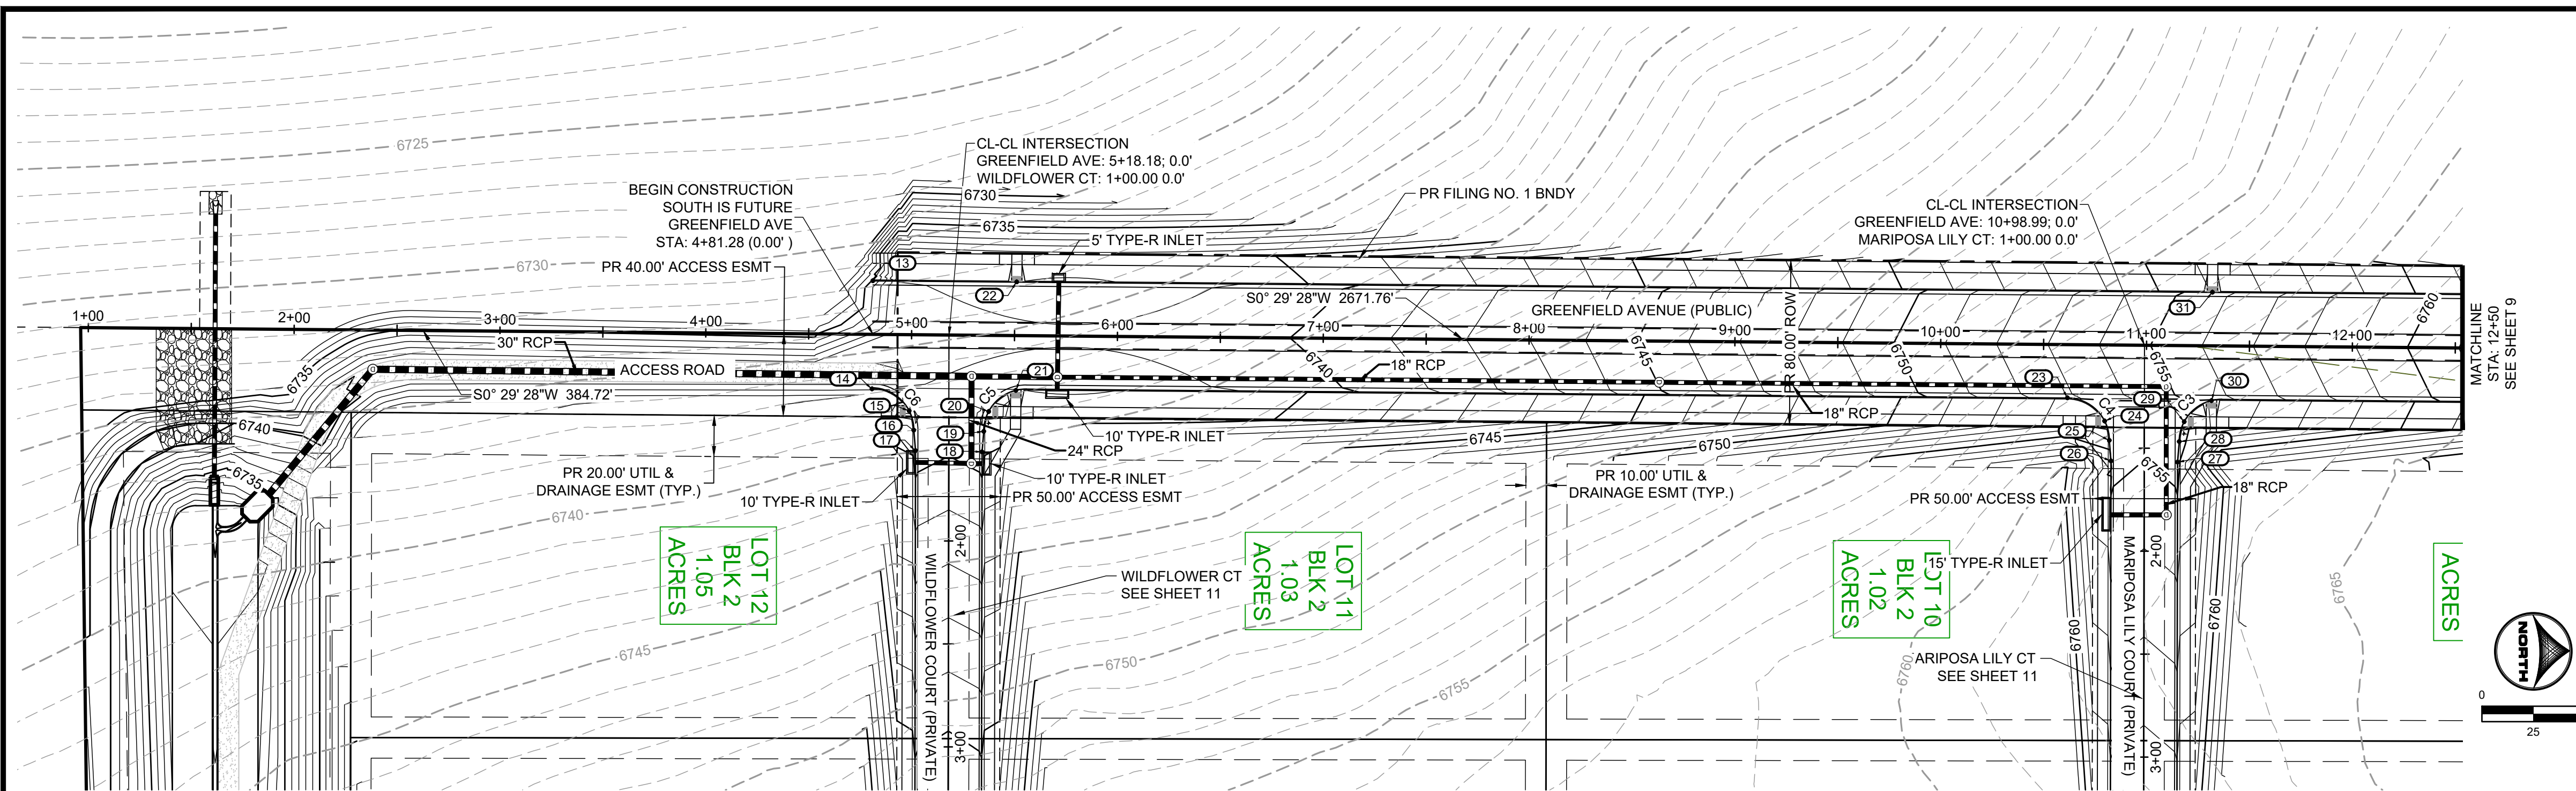 6725
CL-CL INTERSECTION
GREENFIELD AVE: 5+18.18; 0.0'
WILDFLOWER CT: 1+00.00 0.0'
BEGIN CONSTRUCTION
SOUTH IS FUTURE
GREENFIELD AVE
STA: 4+81.28 (0.00' )
6730
6735
PR FILING NO. 1 BNDY
CL-CL INTERSECTION
GREENFIELD AVE: 10+98.99; 0.0'
MARIPOSA LILY CT: 1+00.00 0.0'
5' TYPE-R INLET
6730
PR 40.00' ACCESS ESMT
13
22
S0° 29' 28"W 2671.76'
GREENFIELD AVENUE (PUBLIC)
PR 80.00' ROW
31
6760
MATCHLINE
STA: 12+50
SEE SHEET 9
1+00
2+00
3+00
4+00
5+00
6+00
7+00
8+00
9+00
10+00
11+00
12+00
30" RCP
ACCESS ROAD
6735
S0° 29' 28"W 384.72'
14
21
6740
18" RCP
6745
6750
6755
23
30
15
C6
20
C5
16
19
17
18
18" RCP
C4
29
24
C3
25
28
26
27
6740
6735
10' TYPE-R INLET
24" RCP
10' TYPE-R INLET
10' TYPE-R INLET
PR 50.00' ACCESS ESMT
6745
6750
6755
PR 20.00' UTIL &
DRAINAGE ESMT (TYP.)
PR 10.00' UTIL &
DRAINAGE ESMT (TYP.)
PR 50.00' ACCESS ESMT
18" RCP
6740
15' TYPE-R INLET
LOT 12
BLK 2
1.05
ACRES
2+00
WILDFLOWER COURT (PRIVATE)
3+00
WILDFLOWER CT
SEE SHEET 11
LOT 11
BLK 2
1.03
ACRES
LOT 10
BLK 2
1.02
ACRES
2+00
MARIPOSA LILY COURT (PRIVATE)
3+00
6760
6760
6765
ACRES
6745
6750
6755
6760
ARIPOSA LILY CT
SEE SHEET 11
NORTH
0
25